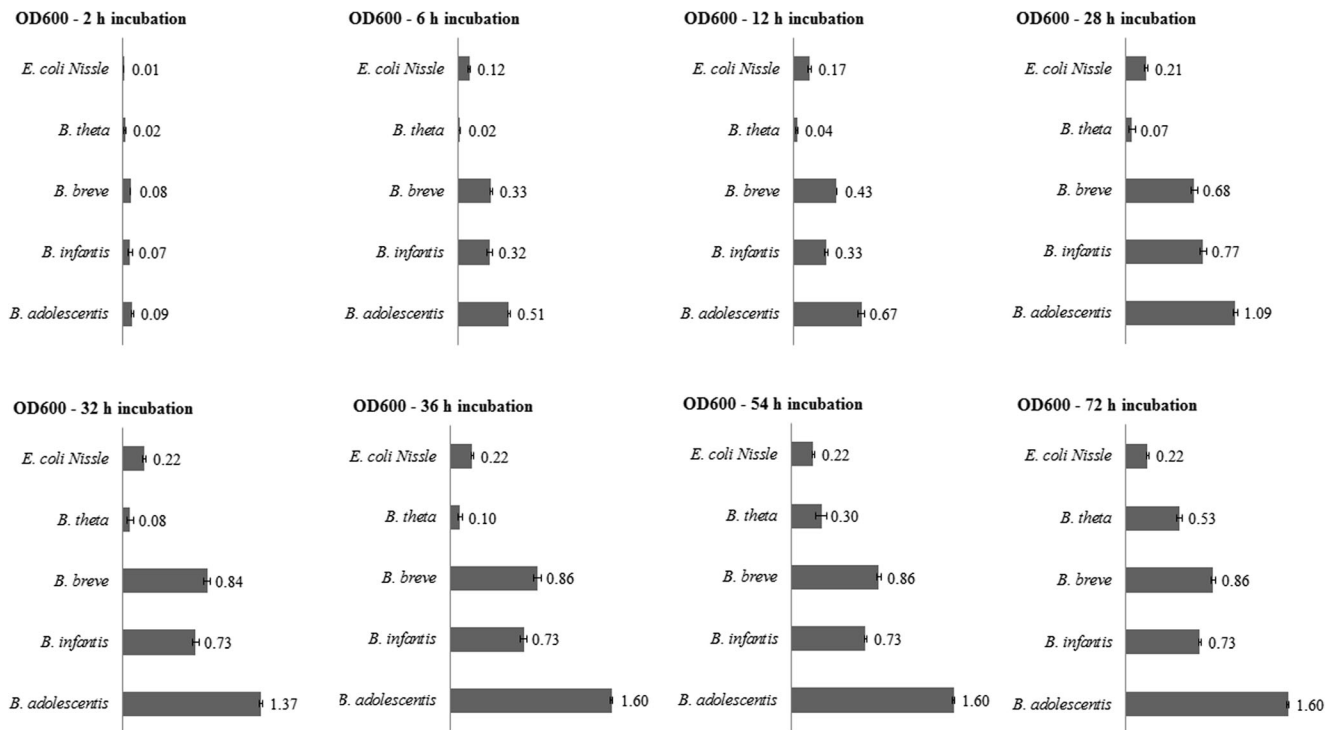 OD600 - 2 h incubation
E. coli Nissle 0.01
B. theta 0.02
B. breve 0.08
B. infantis 0.07
B. adolescentis 0.09
OD600 - 6 h incubation
E. coli Nissle 0.12
B. theta 0.02
B. breve 0.33
B. infantis 0.32
B. adolescentis 0.51
OD600 - 12 h incubation
E. coli Nissle 0.17
B. theta 0.04
B. breve 0.43
B. infantis 0.33
B. adolescentis 0.67
OD600 - 28 h incubation
E. coli Nissle 0.21
B. theta 0.07
B. breve 0.68
B. infantis 0.77
B. adolescentis 1.09
OD600 - 32 h incubation
E. coli Nissle 0.22
B. theta 0.08
B. breve 0.84
B. infantis 0.73
B. adolescentis 1.37
OD600 - 36 h incubation
E. coli Nissle 0.22
B. theta 0.10
B. breve 0.86
B. infantis 0.73
B. adolescentis 1.60
OD600 - 54 h incubation
E. coli Nissle 0.22
B. theta 0.30
B. breve 0.86
B. infantis 0.73
B. adolescentis 1.60
OD600 - 72 h incubation
E. coli Nissle 0.22
B. theta 0.53
B. breve 0.86
B. infantis 0.73
B. adolescentis 1.60